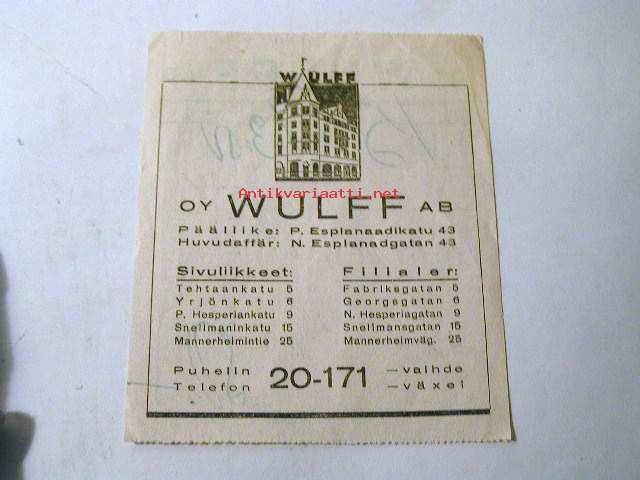 WULFF
Antikvariaatti.net
OY WULFF AB
Päällike: P. Esplanaadikatu 43
Huvudaffär: N. Esplanadgatan 43
Sivuliikkeet:
Tehtaankatu 5
Yrjönkatu 6
P. Hesperiankatu 9
Snellmaninkatu 15
Mannerheimintie 25
Filialer:
Fabriksgatan 5
Georgsgatan 6
N. Hesperiagatan 9
Snellmansgatan 15
Mannerheimväg. 25
Puhelin
Telefon
20-171
—vaihde
—växel